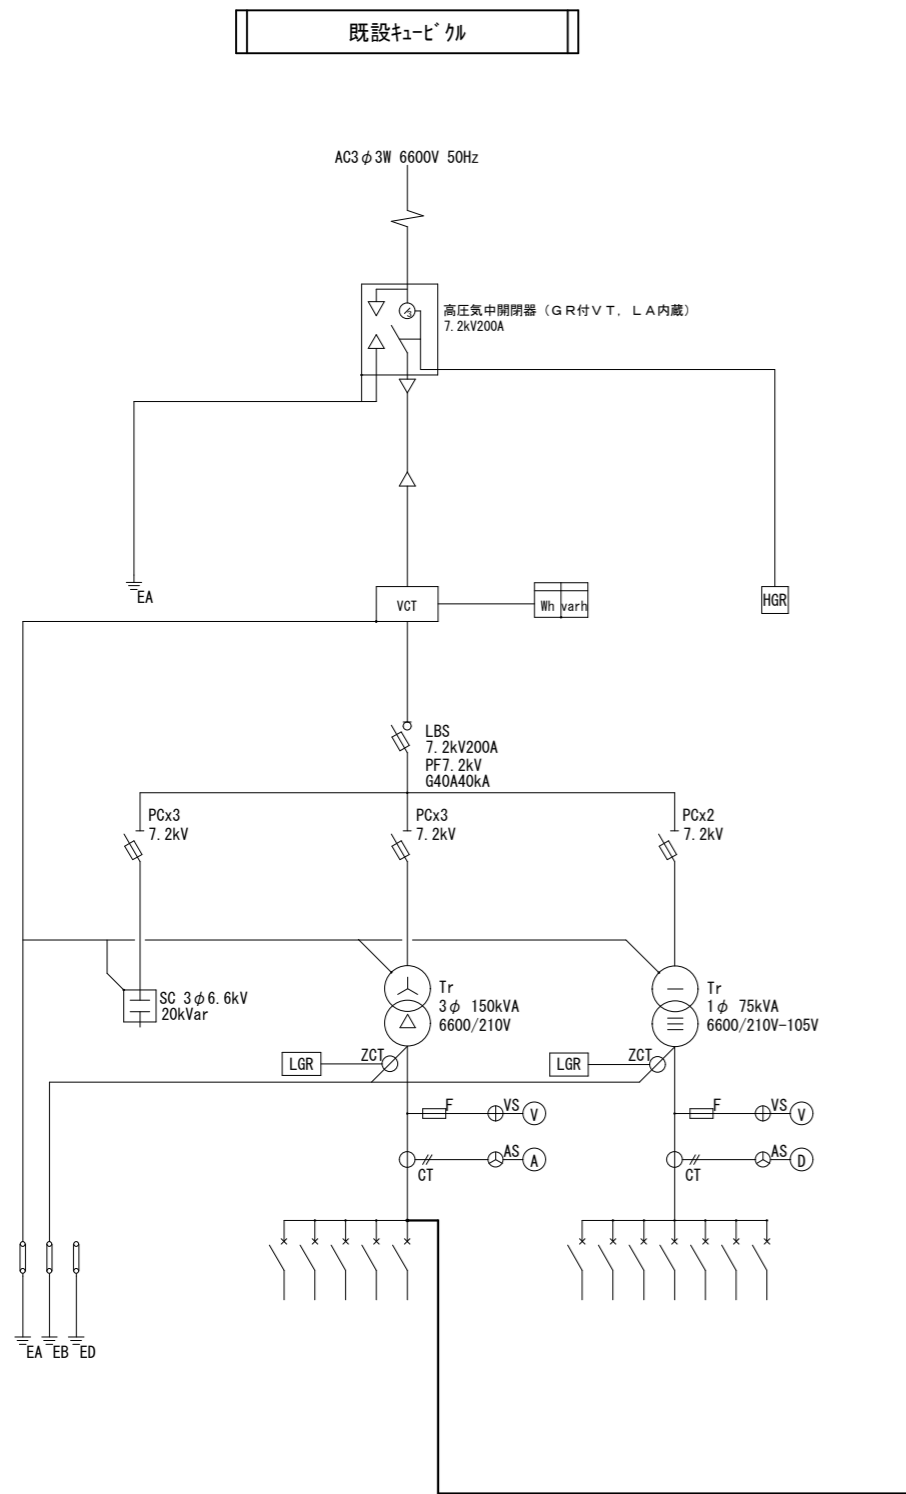 既設ｷｭｰﾋﾞｸﾙ
AC3φ3W 6600V 50Hz
高圧気中開閉器（ＧＲ付ＶＴ，ＬＡ内蔵）
7.2kV200A
EA
VCT
Wh varh
HGR
LBS
7.2kV200A
PF7.2kV
G40A40kA
PCx3
7.2kV
PCx3
7.2kV
PCx2
7.2kV
SC 3φ6.6kV
20kVar
Tr
3φ 150kVA
6600/210V
Tr
1φ 75kVA
6600/210V-105V
LGR
ZCT
LGR
ZCT
F
VS
V
F
VS
V
CT
AS
A
CT
AS
D
EA EB ED